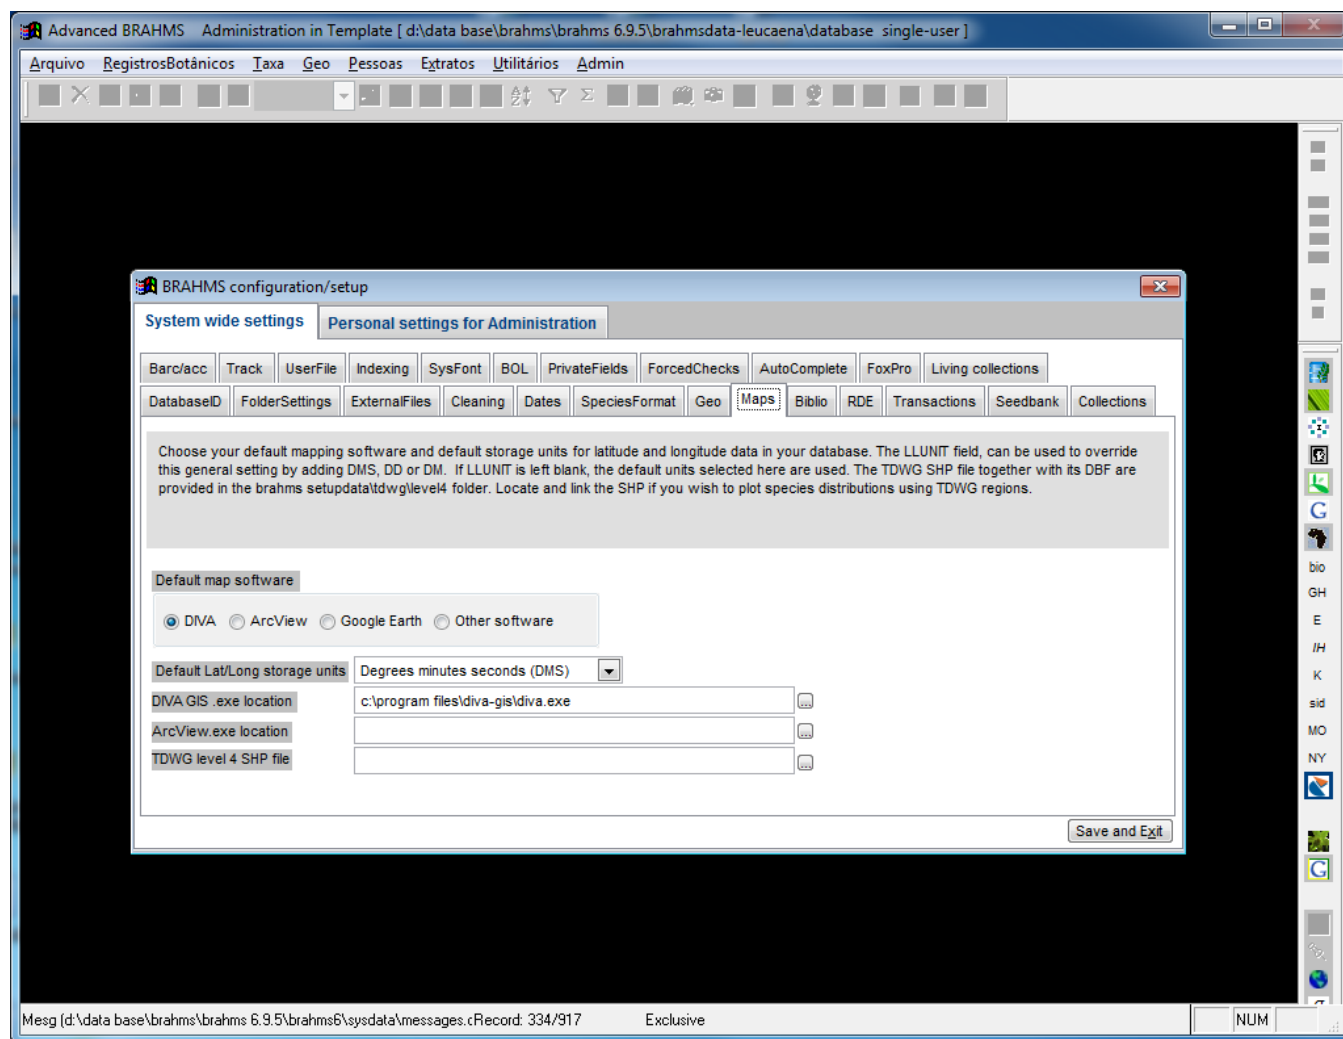 Advanced BRAHMS Administration in Template [ d:\data base\brahms\brahms 6.9.5\brahmsdata-leucaena\database single-user ]
Arquivo RegistrosBotânicos Taxa Geo Pessoas Extratos Utilitários Admin
BRAHMS configuration/setup
System wide settings Personal settings for Administration
Barc/acc Track UserFile Indexing SysFont BOL PrivateFields ForcedChecks AutoComplete FoxPro Living collections
DatabaseID FolderSettings ExternalFiles Cleaning Dates SpeciesFormat Geo Maps Biblio RDE Transactions Seedbank Collections
Choose your default mapping software and default storage units for latitude and longitude data in your database. The LLUNIT field, can be used to override
this general setting by adding DMS, DD or DM. If LLUNIT is left blank, the default units selected here are used. The TDWG SHP file together with its DBF are
provided in the brahms setupdata\tdwg\level4 folder. Locate and link the SHP if you wish to plot species distributions using TDWG regions.
Default map software
DIVA ArcView Google Earth Other software
Default Lat/Long storage units Degrees minutes seconds (DMS)
DIVA GIS .exe location c:\program files\diva-gis\diva.exe ...
ArcView.exe location ...
TDWG level 4 SHP file ...
Save and Exit
G
bio
GH
E
IH
K
sid
MO
NY
G
Mesg (d:\data base\brahms\brahms 6.9.5\brahms6\sysdata\messages.cRecord: 334/917 Exclusive NUM